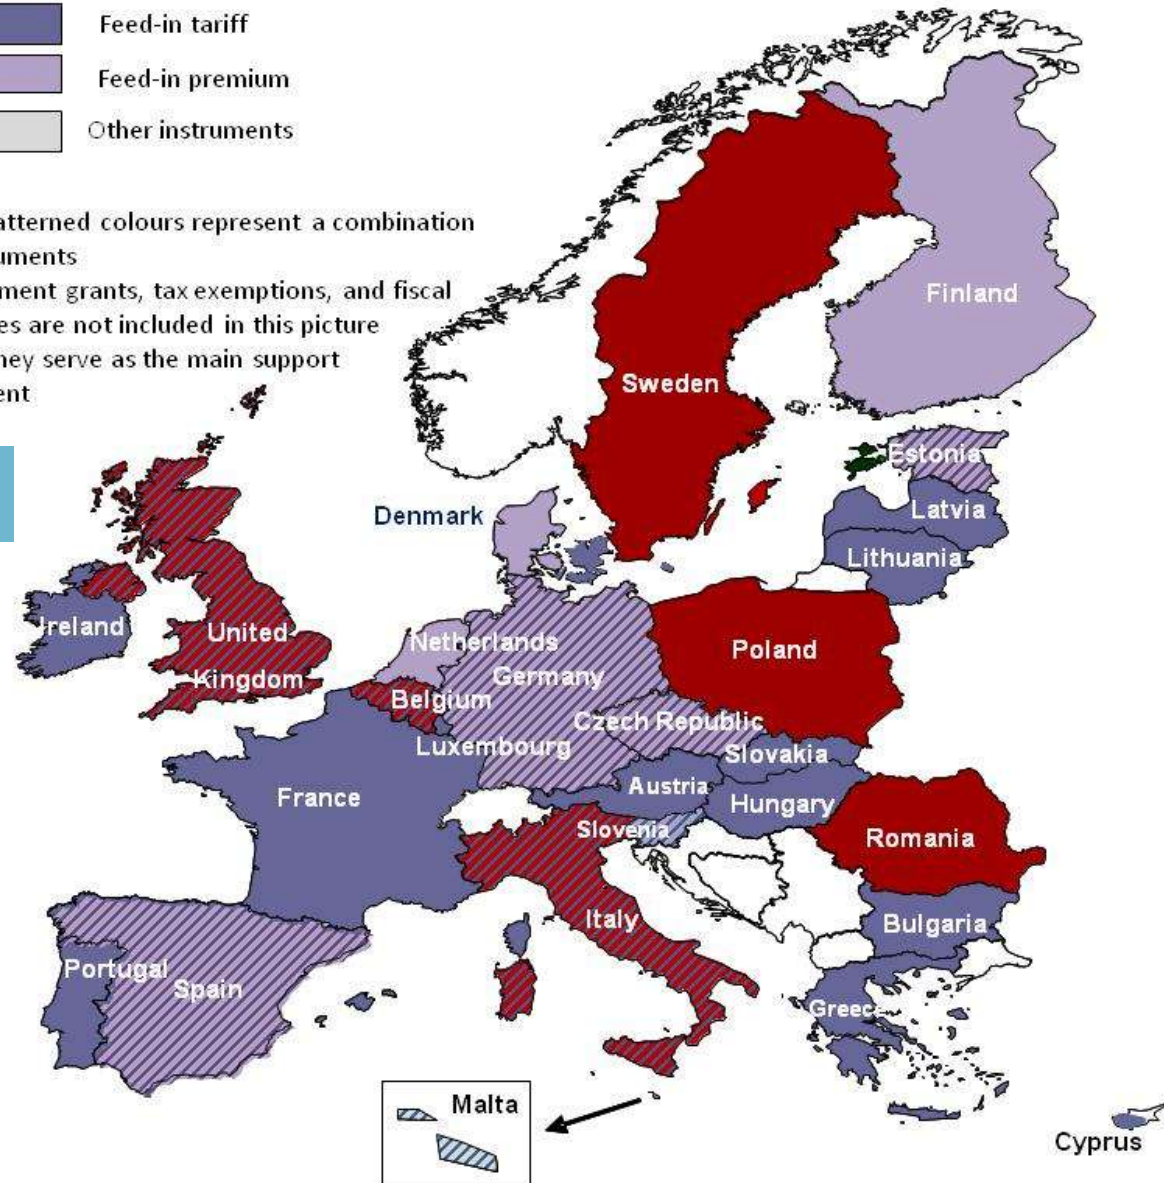 Feed-in tariff
Feed-in premium
Other instruments
atterned colours represent a combination
uments
ment grants, tax exemptions, and fiscal
es are not included in this picture
hey serve as the main support
ent
Finland
Sweden
Estonia
Latvia
Denmark
Lithuania
Ireland
United
Kingdom
Netherlands
Germany
Poland
Belgium
Czech Republic
Luxembourg
Slovakia
Austria
France
Hungary
Slovenia
Romania
Italy
Bulgaria
Portugal
Spain
Greece
Malta
Cyprus